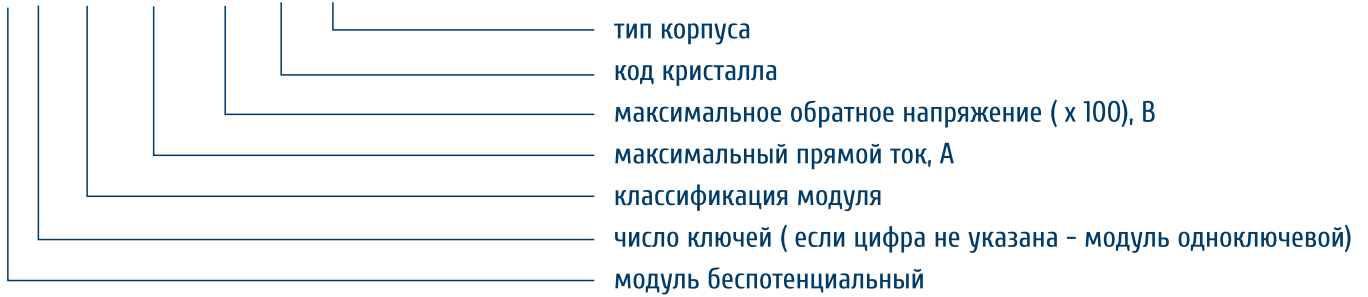 тип корпуса
код кристалла
максимальное обратное напряжение ( х 100), В
максимальный прямой ток, А
классификация модуля
число ключей ( если цифра не указана - модуль одноключевой)
модуль беспотенциальный